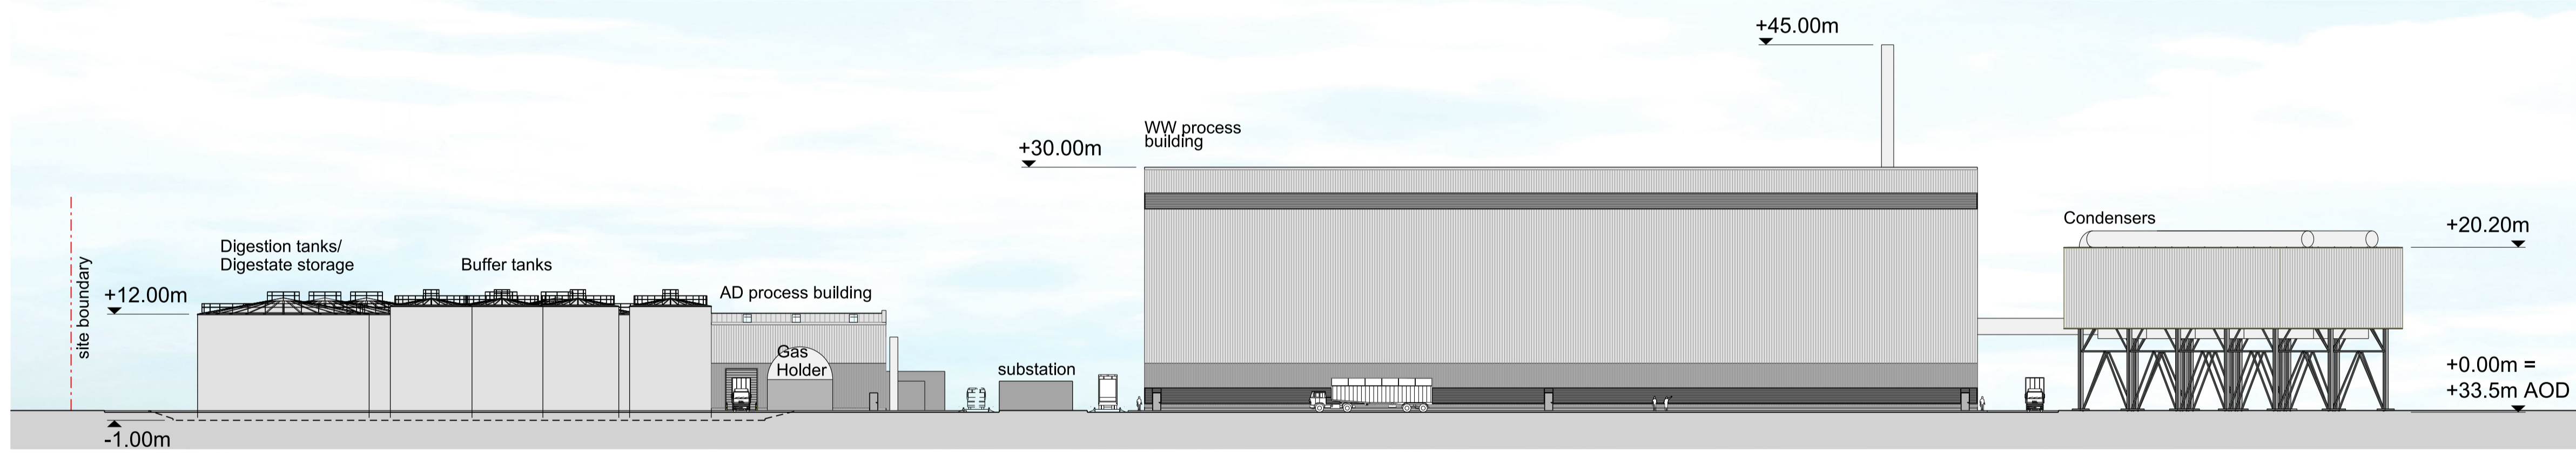 +45.00m
WW process
building
+30.00m
Condensers
+20.20m
Digestion tanks/
Digestate storage
Buffer tanks
site boundary
+12.00m
AD process building
Gas
Holder
substation
+0.00m =
+33.5m AOD
-1.00m